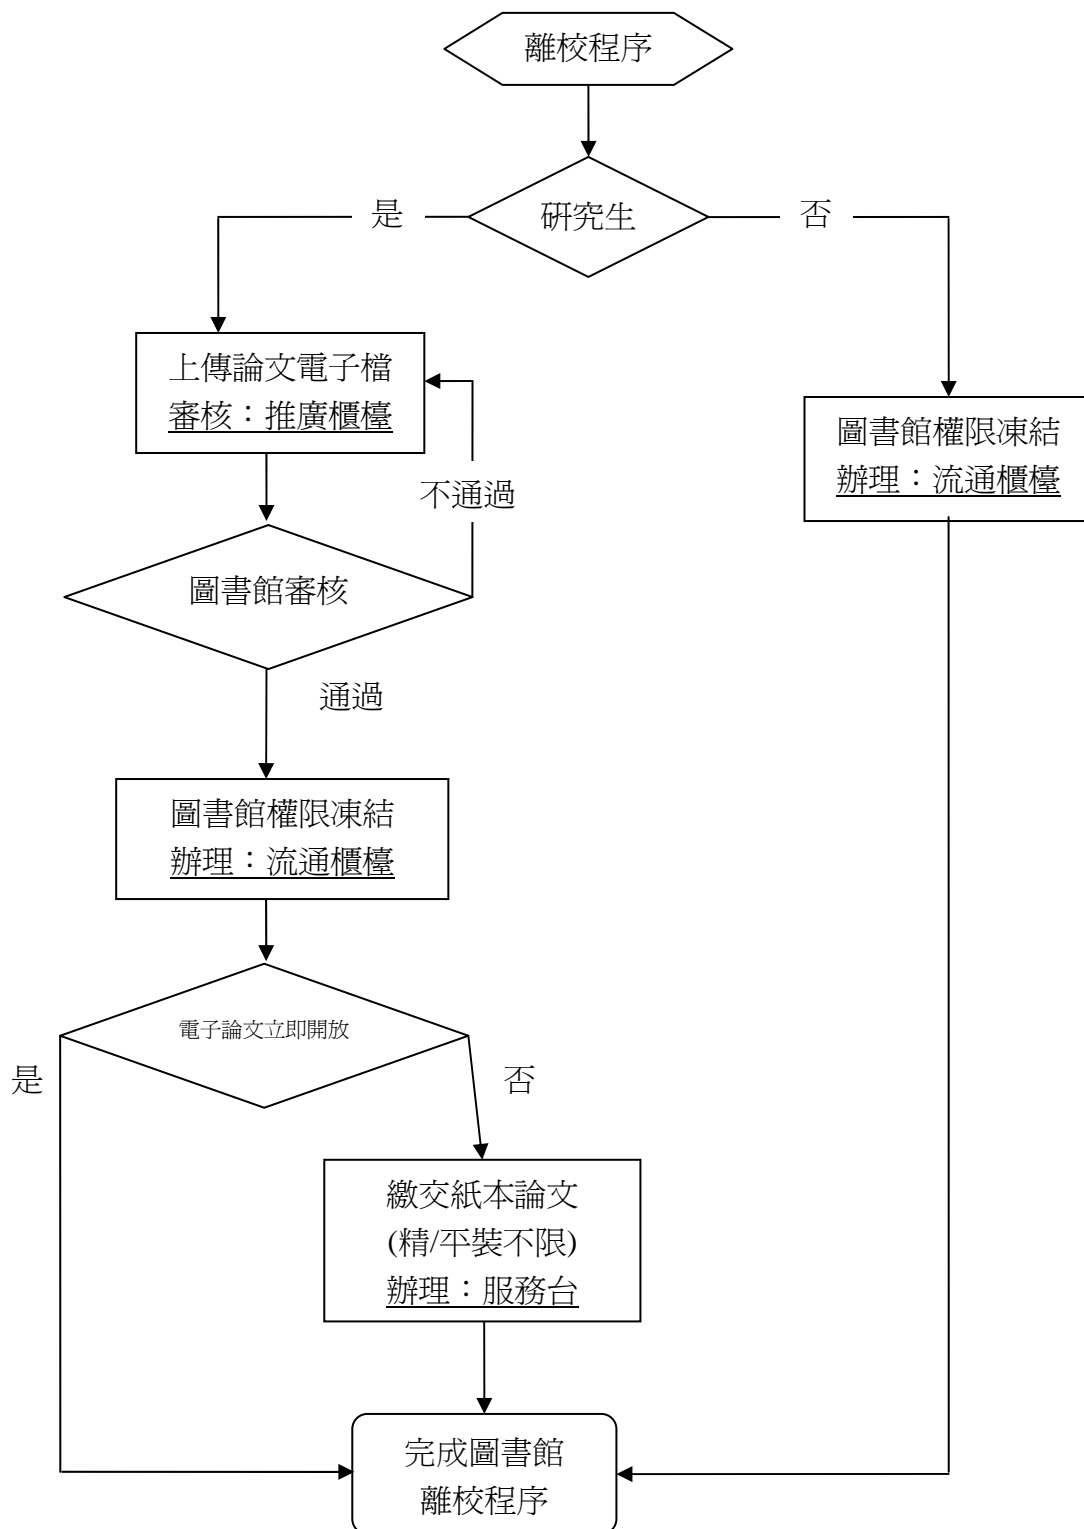 離校程序
研究生
是
否
上傳論文電子檔
審核：推廣櫃檯
圖書館權限凍結
辦理：流通櫃檯
不通過
圖書館審核
通過
圖書館權限凍結
辦理：流通櫃檯
電子論文立即開放
是
否
繳交紙本論文
(精/平裝不限)
辦理：服務台
完成圖書館
離校程序